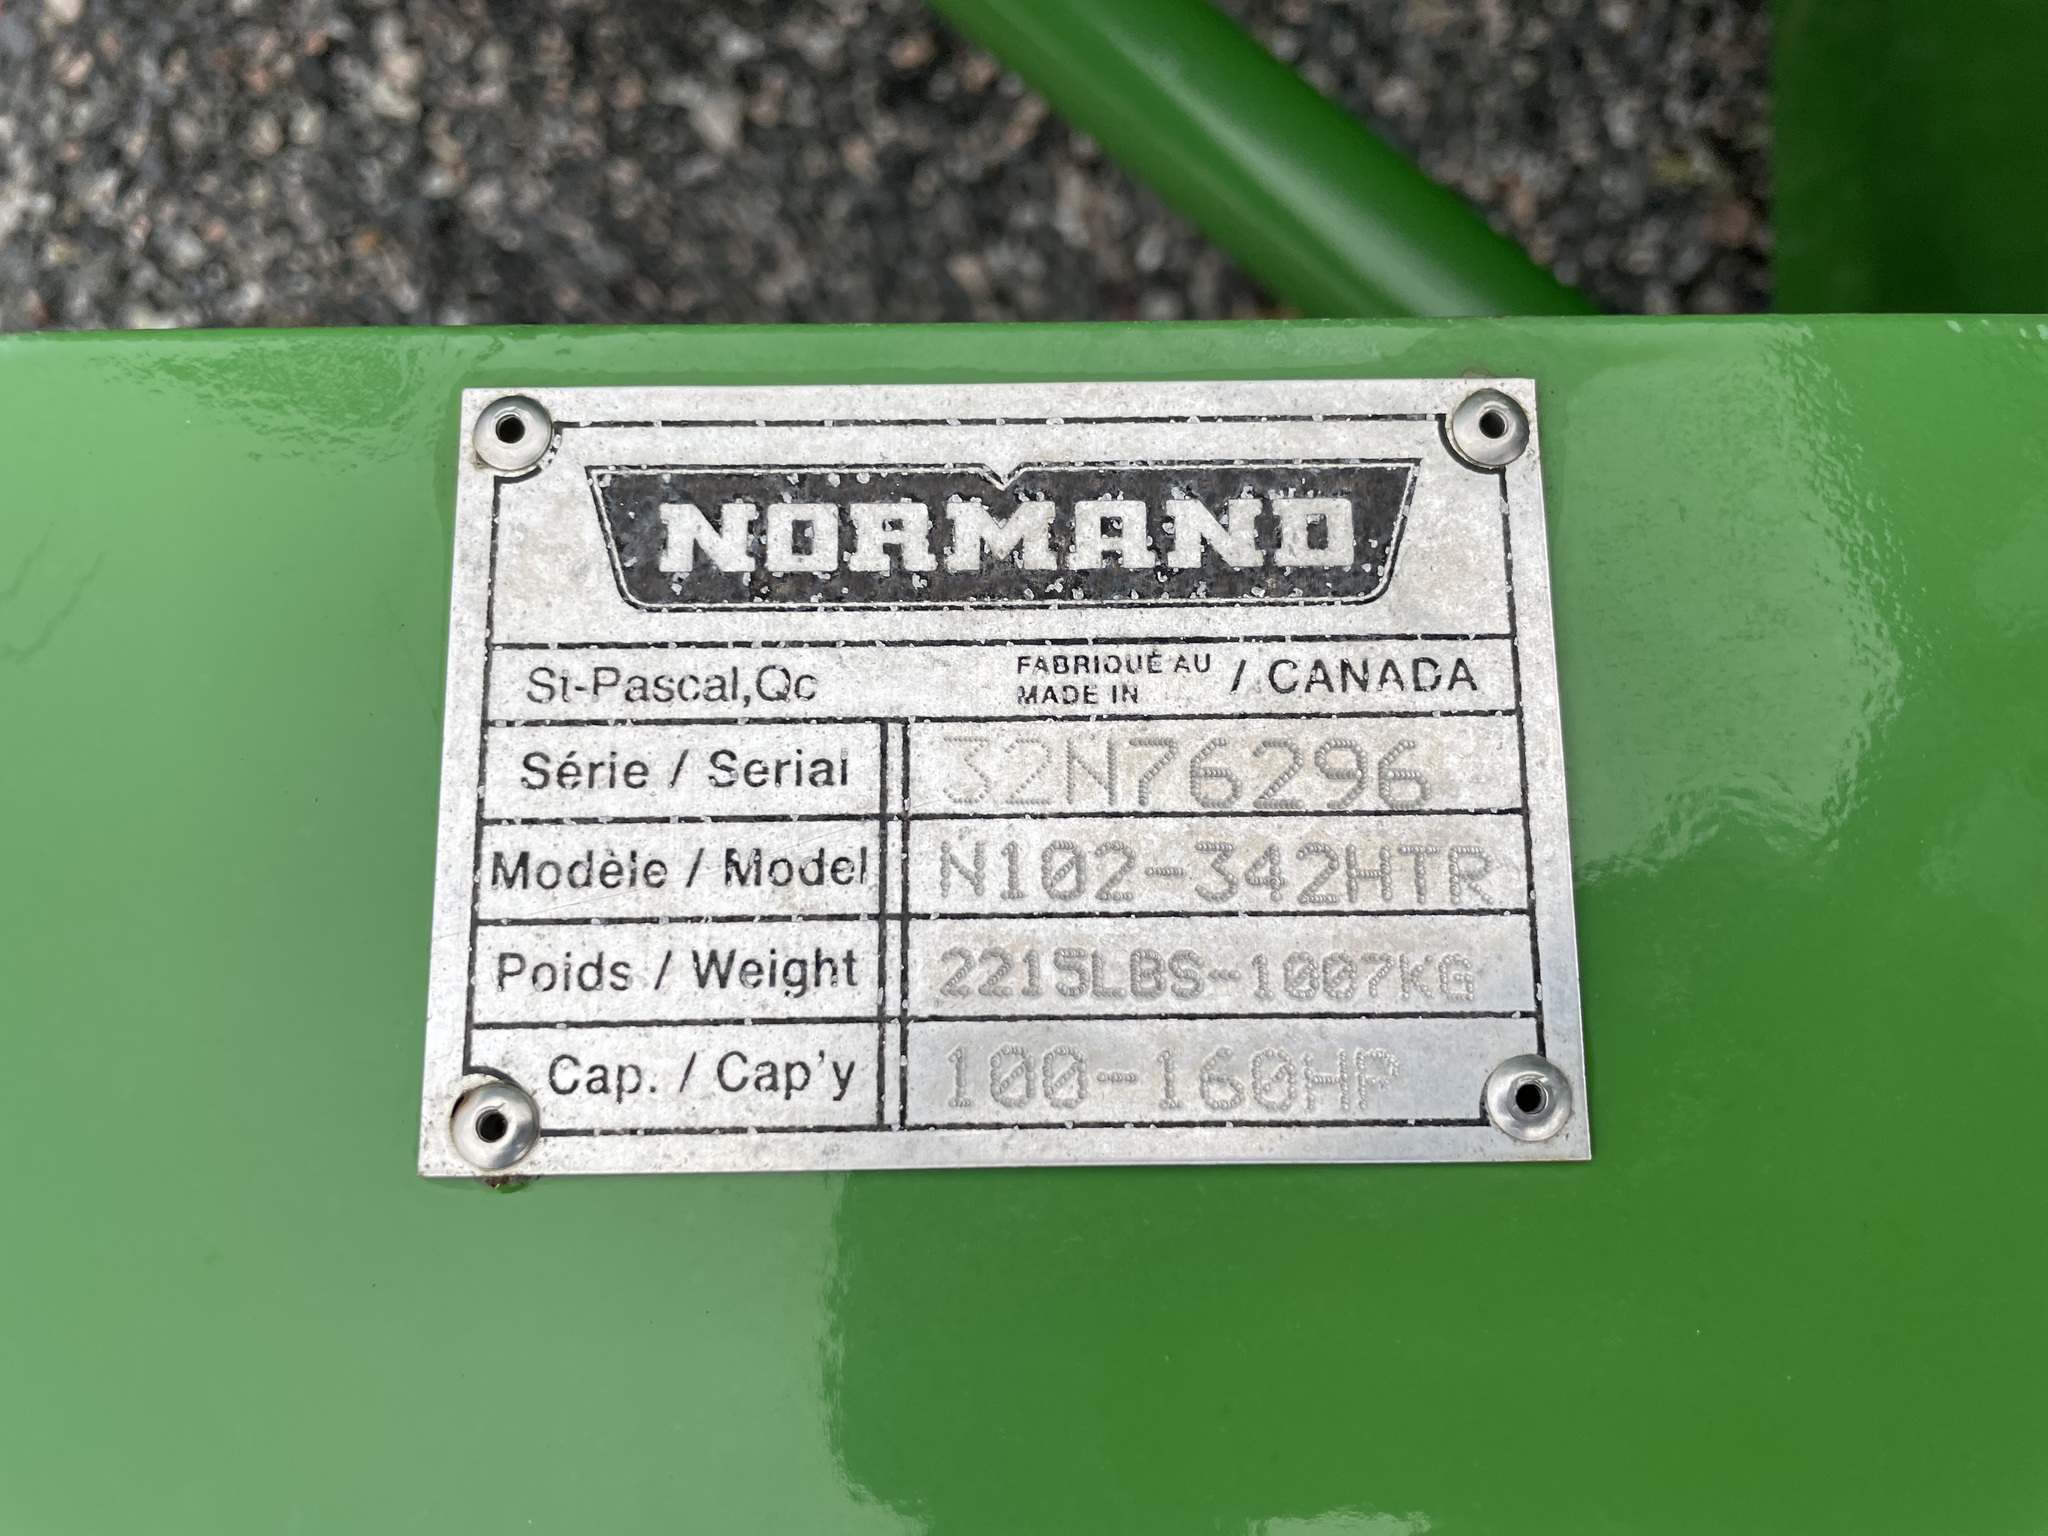 NORMAND
St-Pascal,Qc FABRIQUÉ AU / CANADA
MADE IN
Série / Serial 32N76296
Modèle / Model N102-342HTR
Poids / Weight 2215LBS-1007KG
Cap. / Cap'y 100-160HP